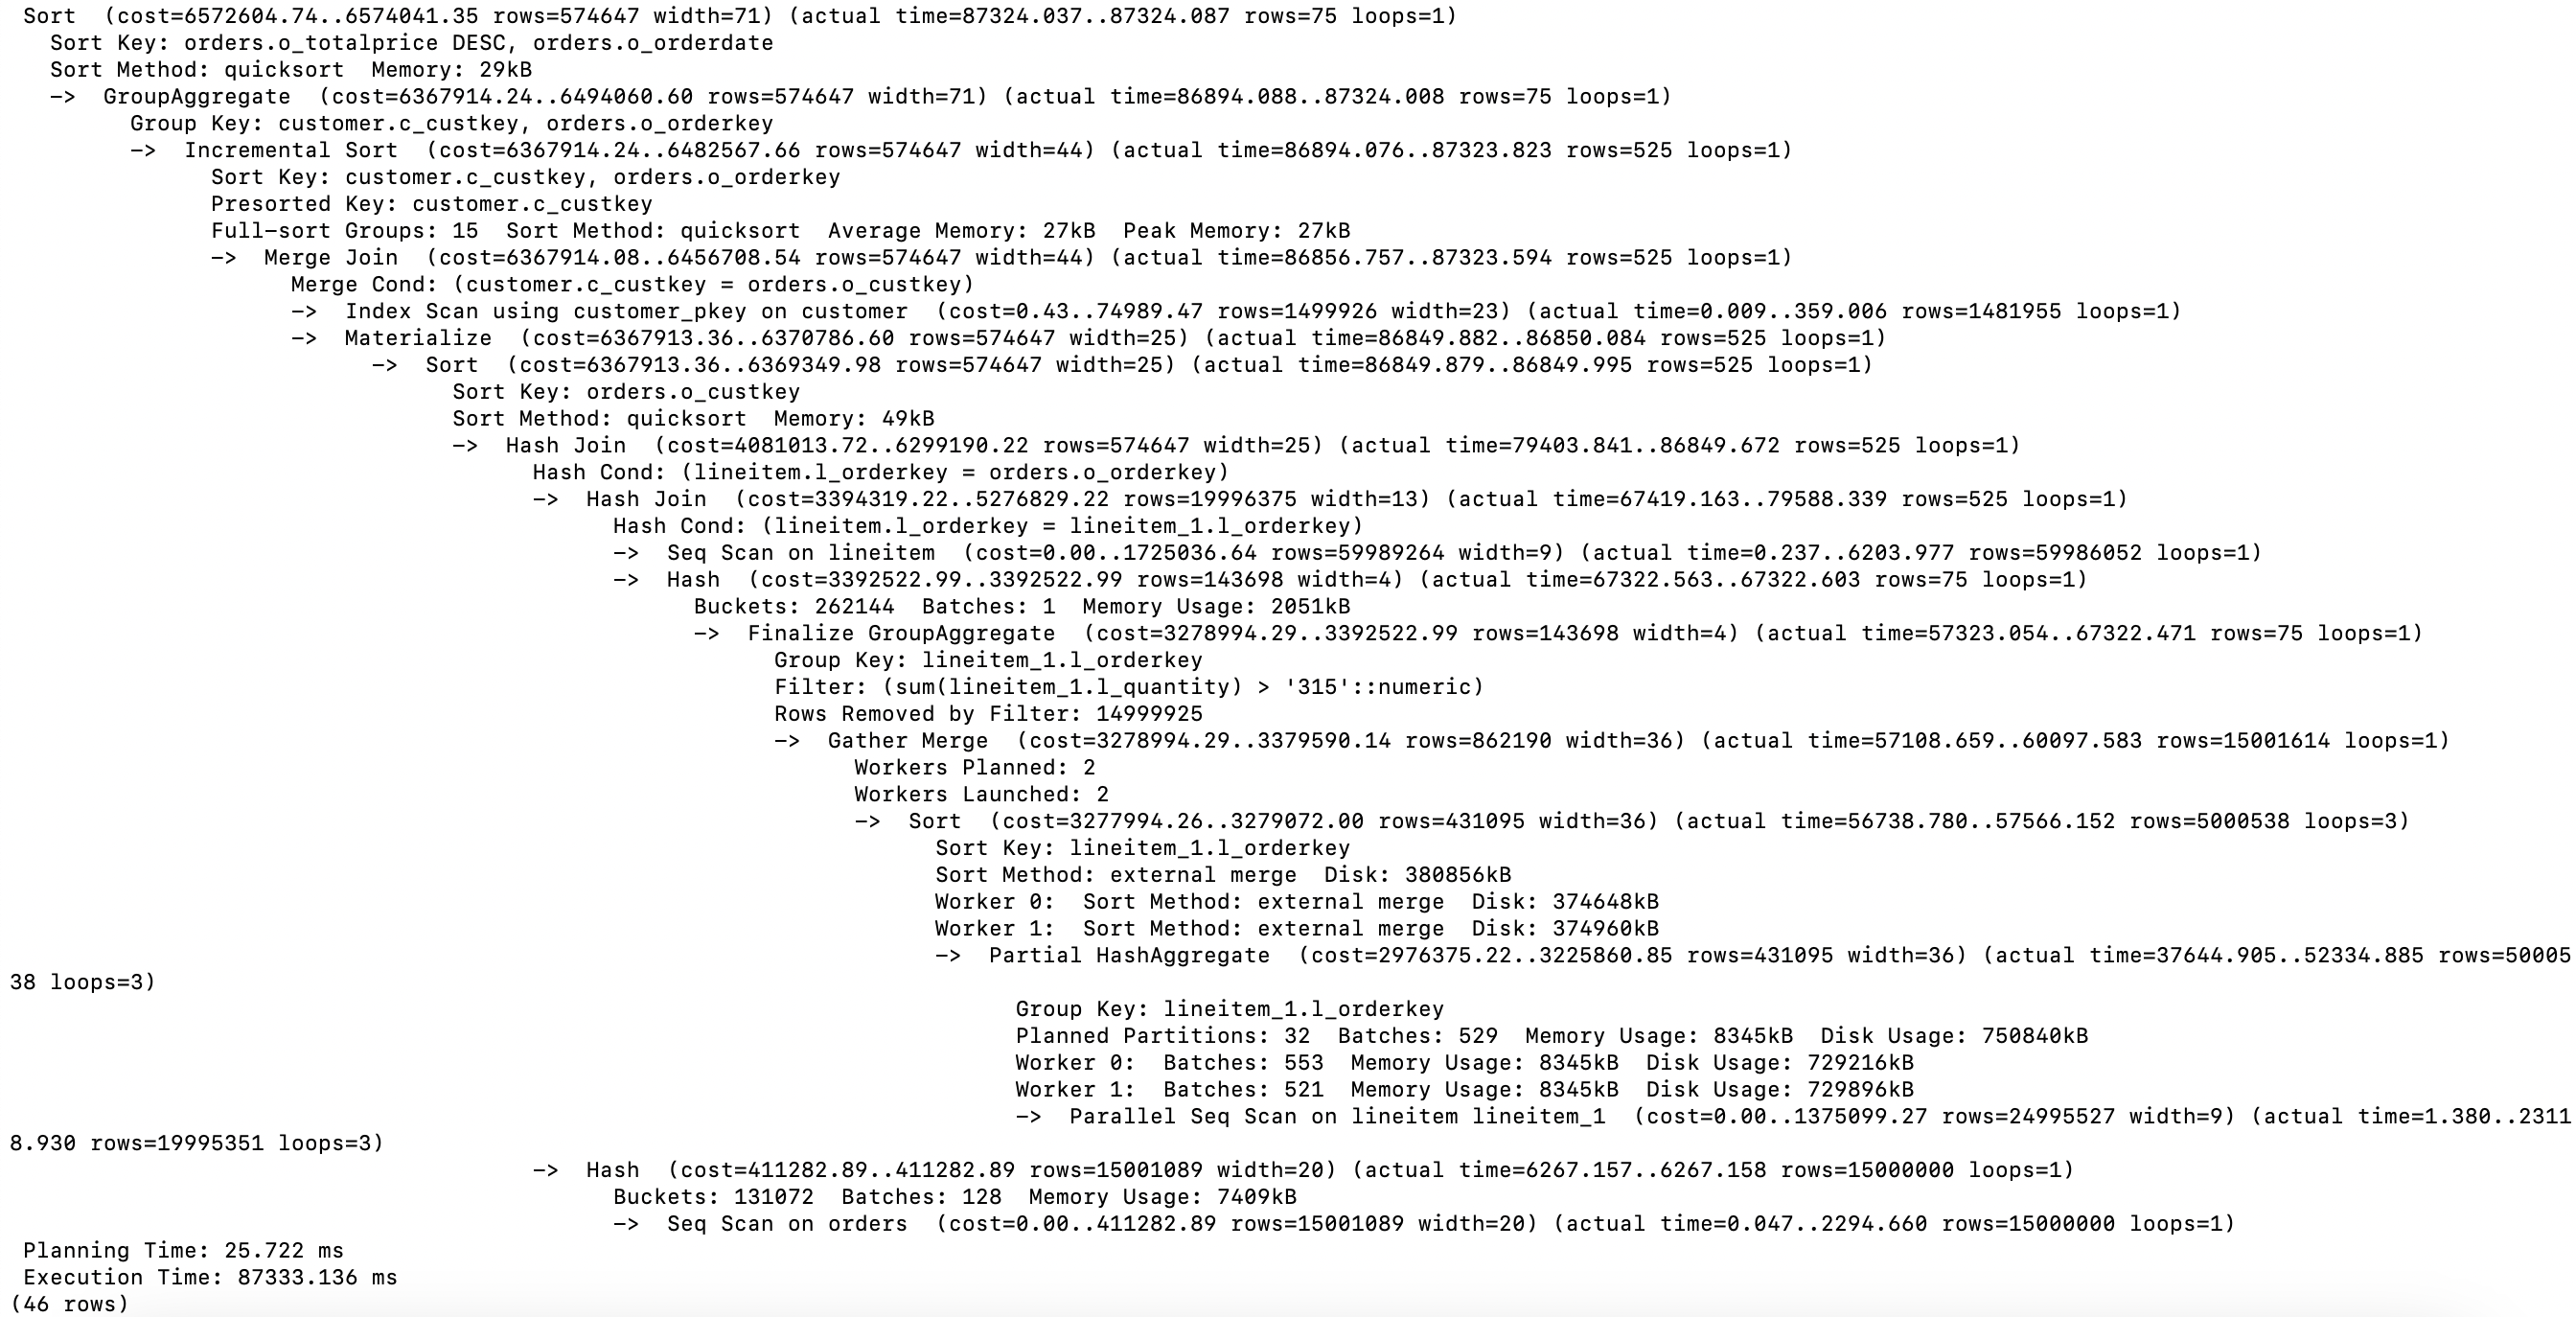 Sort  (cost=6572604.74..6574041.35 rows=574647 width=71) (actual time=87324.037..87324.087 rows=75 loops=1)
Sort Key: orders.o_totalprice DESC, orders.o_orderdate
Sort Method: quicksort  Memory: 29kB
->  GroupAggregate  (cost=6367914.24..6494060.60 rows=574647 width=71) (actual time=86894.088..87324.008 rows=75 loops=1)
Group Key: customer.c_custkey, orders.o_orderkey
->  Incremental Sort  (cost=6367914.24..6482567.66 rows=574647 width=44) (actual time=86894.076..87323.823 rows=525 loops=1)
Sort Key: customer.c_custkey, orders.o_orderkey
Presorted Key: customer.c_custkey
Full-sort Groups: 15  Sort Method: quicksort  Average Memory: 27kB  Peak Memory: 27kB
->  Merge Join  (cost=6367914.08..6456708.54 rows=574647 width=44) (actual time=86856.757..87323.594 rows=525 loops=1)
Merge Cond: (customer.c_custkey = orders.o_custkey)
->  Index Scan using customer_pkey on customer  (cost=0.43..74989.47 rows=1499926 width=23) (actual time=0.009..359.006 rows=1481955 loops=1)
->  Materialize  (cost=6367913.36..6370786.60 rows=574647 width=25) (actual time=86849.882..86850.084 rows=525 loops=1)
->  Sort  (cost=6367913.36..6369349.98 rows=574647 width=25) (actual time=86849.879..86849.995 rows=525 loops=1)
Sort Key: orders.o_custkey
Sort Method: quicksort  Memory: 49kB
->  Hash Join  (cost=4081013.72..6299190.22 rows=574647 width=25) (actual time=79403.841..86849.672 rows=525 loops=1)
Hash Cond: (lineitem.l_orderkey = orders.o_orderkey)
->  Hash Join  (cost=3394319.22..5276829.22 rows=19996375 width=13) (actual time=67419.163..79588.339 rows=525 loops=1)
Hash Cond: (lineitem.l_orderkey = lineitem_1.l_orderkey)
->  Seq Scan on lineitem  (cost=0.00..1725036.64 rows=59989264 width=9) (actual time=0.237..6203.977 rows=59986052 loops=1)
->  Hash  (cost=3392522.99..3392522.99 rows=143698 width=4) (actual time=67322.563..67322.603 rows=75 loops=1)
Buckets: 262144  Batches: 1  Memory Usage: 2051kB
->  Finalize GroupAggregate  (cost=3278994.29..3392522.99 rows=143698 width=4) (actual time=57323.054..67322.471 rows=75 loops=1)
Group Key: lineitem_1.l_orderkey
Filter: (sum(lineitem_1.l_quantity) > '315'::numeric)
Rows Removed by Filter: 14999925
->  Gather Merge  (cost=3278994.29..3379590.14 rows=862190 width=36) (actual time=57108.659..60097.583 rows=15001614 loops=1)
Workers Planned: 2
Workers Launched: 2
->  Sort  (cost=3277994.26..3279072.00 rows=431095 width=36) (actual time=56738.780..57566.152 rows=5000538 loops=3)
Sort Key: lineitem_1.l_orderkey
Sort Method: external merge  Disk: 380856kB
Worker 0:  Sort Method: external merge  Disk: 374648kB
Worker 1:  Sort Method: external merge  Disk: 374960kB
->  Partial HashAggregate  (cost=2976375.22..3225860.85 rows=431095 width=36) (actual time=37644.905..52334.885 rows=50005
38 loops=3)
Group Key: lineitem_1.l_orderkey
Planned Partitions: 32  Batches: 529  Memory Usage: 8345kB  Disk Usage: 750840kB
Worker 0:  Batches: 553  Memory Usage: 8345kB  Disk Usage: 729216kB
Worker 1:  Batches: 521  Memory Usage: 8345kB  Disk Usage: 729896kB
->  Parallel Seq Scan on lineitem lineitem_1  (cost=0.00..1375099.27 rows=24995527 width=9) (actual time=1.380..2311
8.930 rows=19995351 loops=3)
->  Hash  (cost=411282.89..411282.89 rows=15001089 width=20) (actual time=6267.157..6267.158 rows=15000000 loops=1)
Buckets: 131072  Batches: 128  Memory Usage: 7409kB
->  Seq Scan on orders  (cost=0.00..411282.89 rows=15001089 width=20) (actual time=0.047..2294.660 rows=15000000 loops=1)
Planning Time: 25.722 ms
Execution Time: 87333.136 ms
(46 rows)